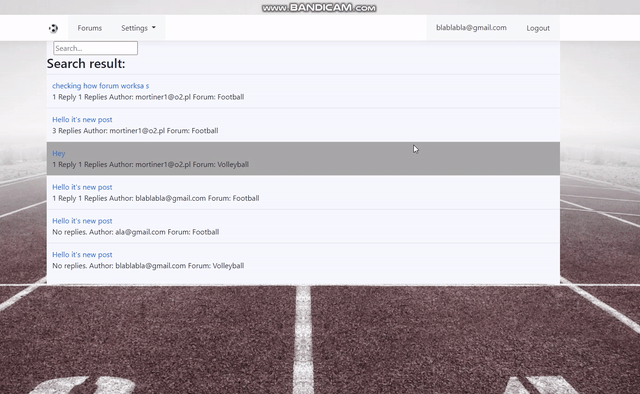 www.BANDICAM.com
Forums Settings blablabla@gmail.com Logout
Search...
Search result:
checking how forum worksa s
1 Reply 1 Replies Author: mortiner1@o2.pl Forum: Football
Hello it's new post
3 Replies Author: mortiner1@o2.pl Forum: Football
Hey
1 Reply 1 Replies Author: mortiner1@o2.pl Forum: Volleyball
Hello it's new post
1 Reply 1 Replies Author: blablabla@gmail.com Forum: Football
Hello it's new post
No replies. Author: ala@gmail.com Forum: Football
Hello it's new post
No replies. Author: blablabla@gmail.com Forum: Volleyball